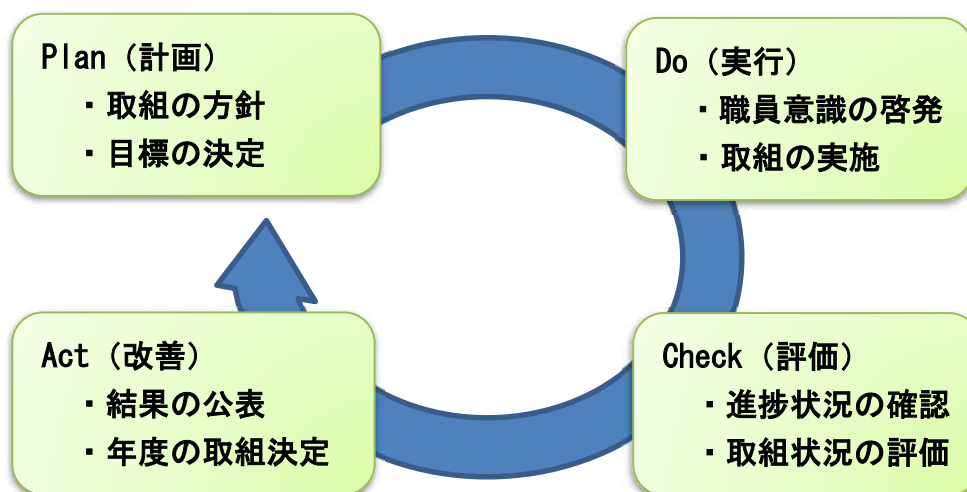 Plan（計画）
・取組の方針
・目標の決定
Do（実行）
・職員意識の啓発
・取組の実施
Check（評価）
・進捗状況の確認
・取組状況の評価
Act（改善）
・結果の公表
・年度の取組決定